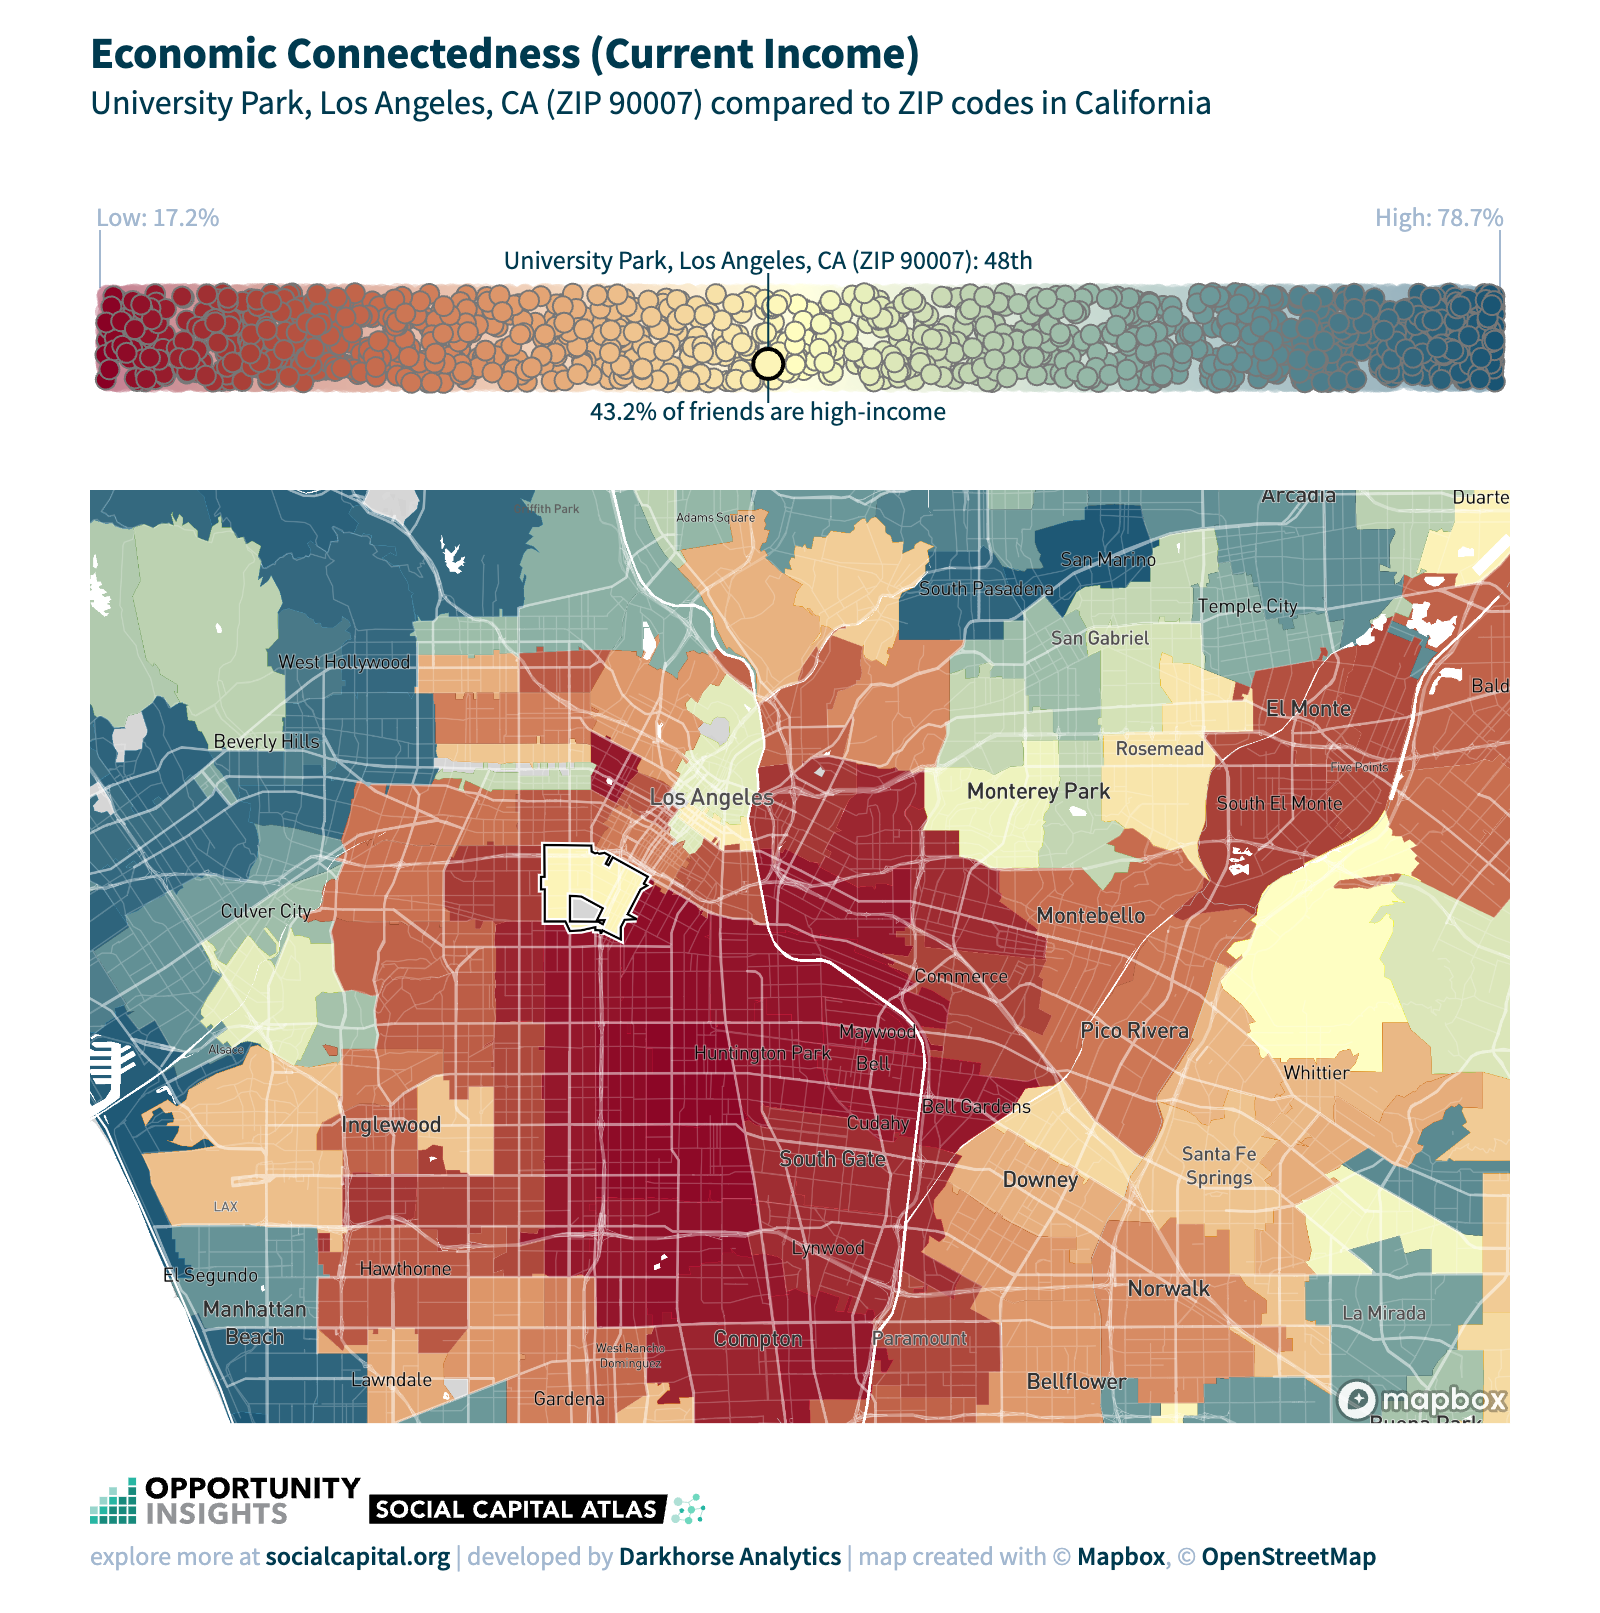 Economic Connectedness (Current Income)
University Park, Los Angeles, CA (ZIP 90007) compared to ZIP codes in California
Low: 17.2%
High: 78.7%
University Park, Los Angeles, CA (ZIP 90007): 48th
43.2% of friends are high-income
Arcadia
Duarte
Griffith Park
Adams Square
San Marino
South Pasadena
Temple City
San Gabriel
West Hollywood
Bald
El Monte
Beverly Hills
Rosemead
Five Points
Monterey Park
Los Angeles
South El Monte
Culver City
Montebello
Commerce
Maywood
Pico Rivera
Alsace
Huntington Park
Bell
Whittier
Bell Gardens
Inglewood
Cudahy
South Gate
Santa Fe
Springs
Downey
LAX
Lynwood
Hawthorne
El Segundo
Norwalk
Manhattan
Beach
La Mirada
Compton
Paramount
West Rancho
Dominguez
Lawndale
Bellflower
Gardena
mapbox
Buena Park
OPPORTUNITY
INSIGHTS
SOCIAL CAPITAL ATLAS
explore more at socialcapital.org | developed by Darkhorse Analytics | map created with © Mapbox, © OpenStreetMap